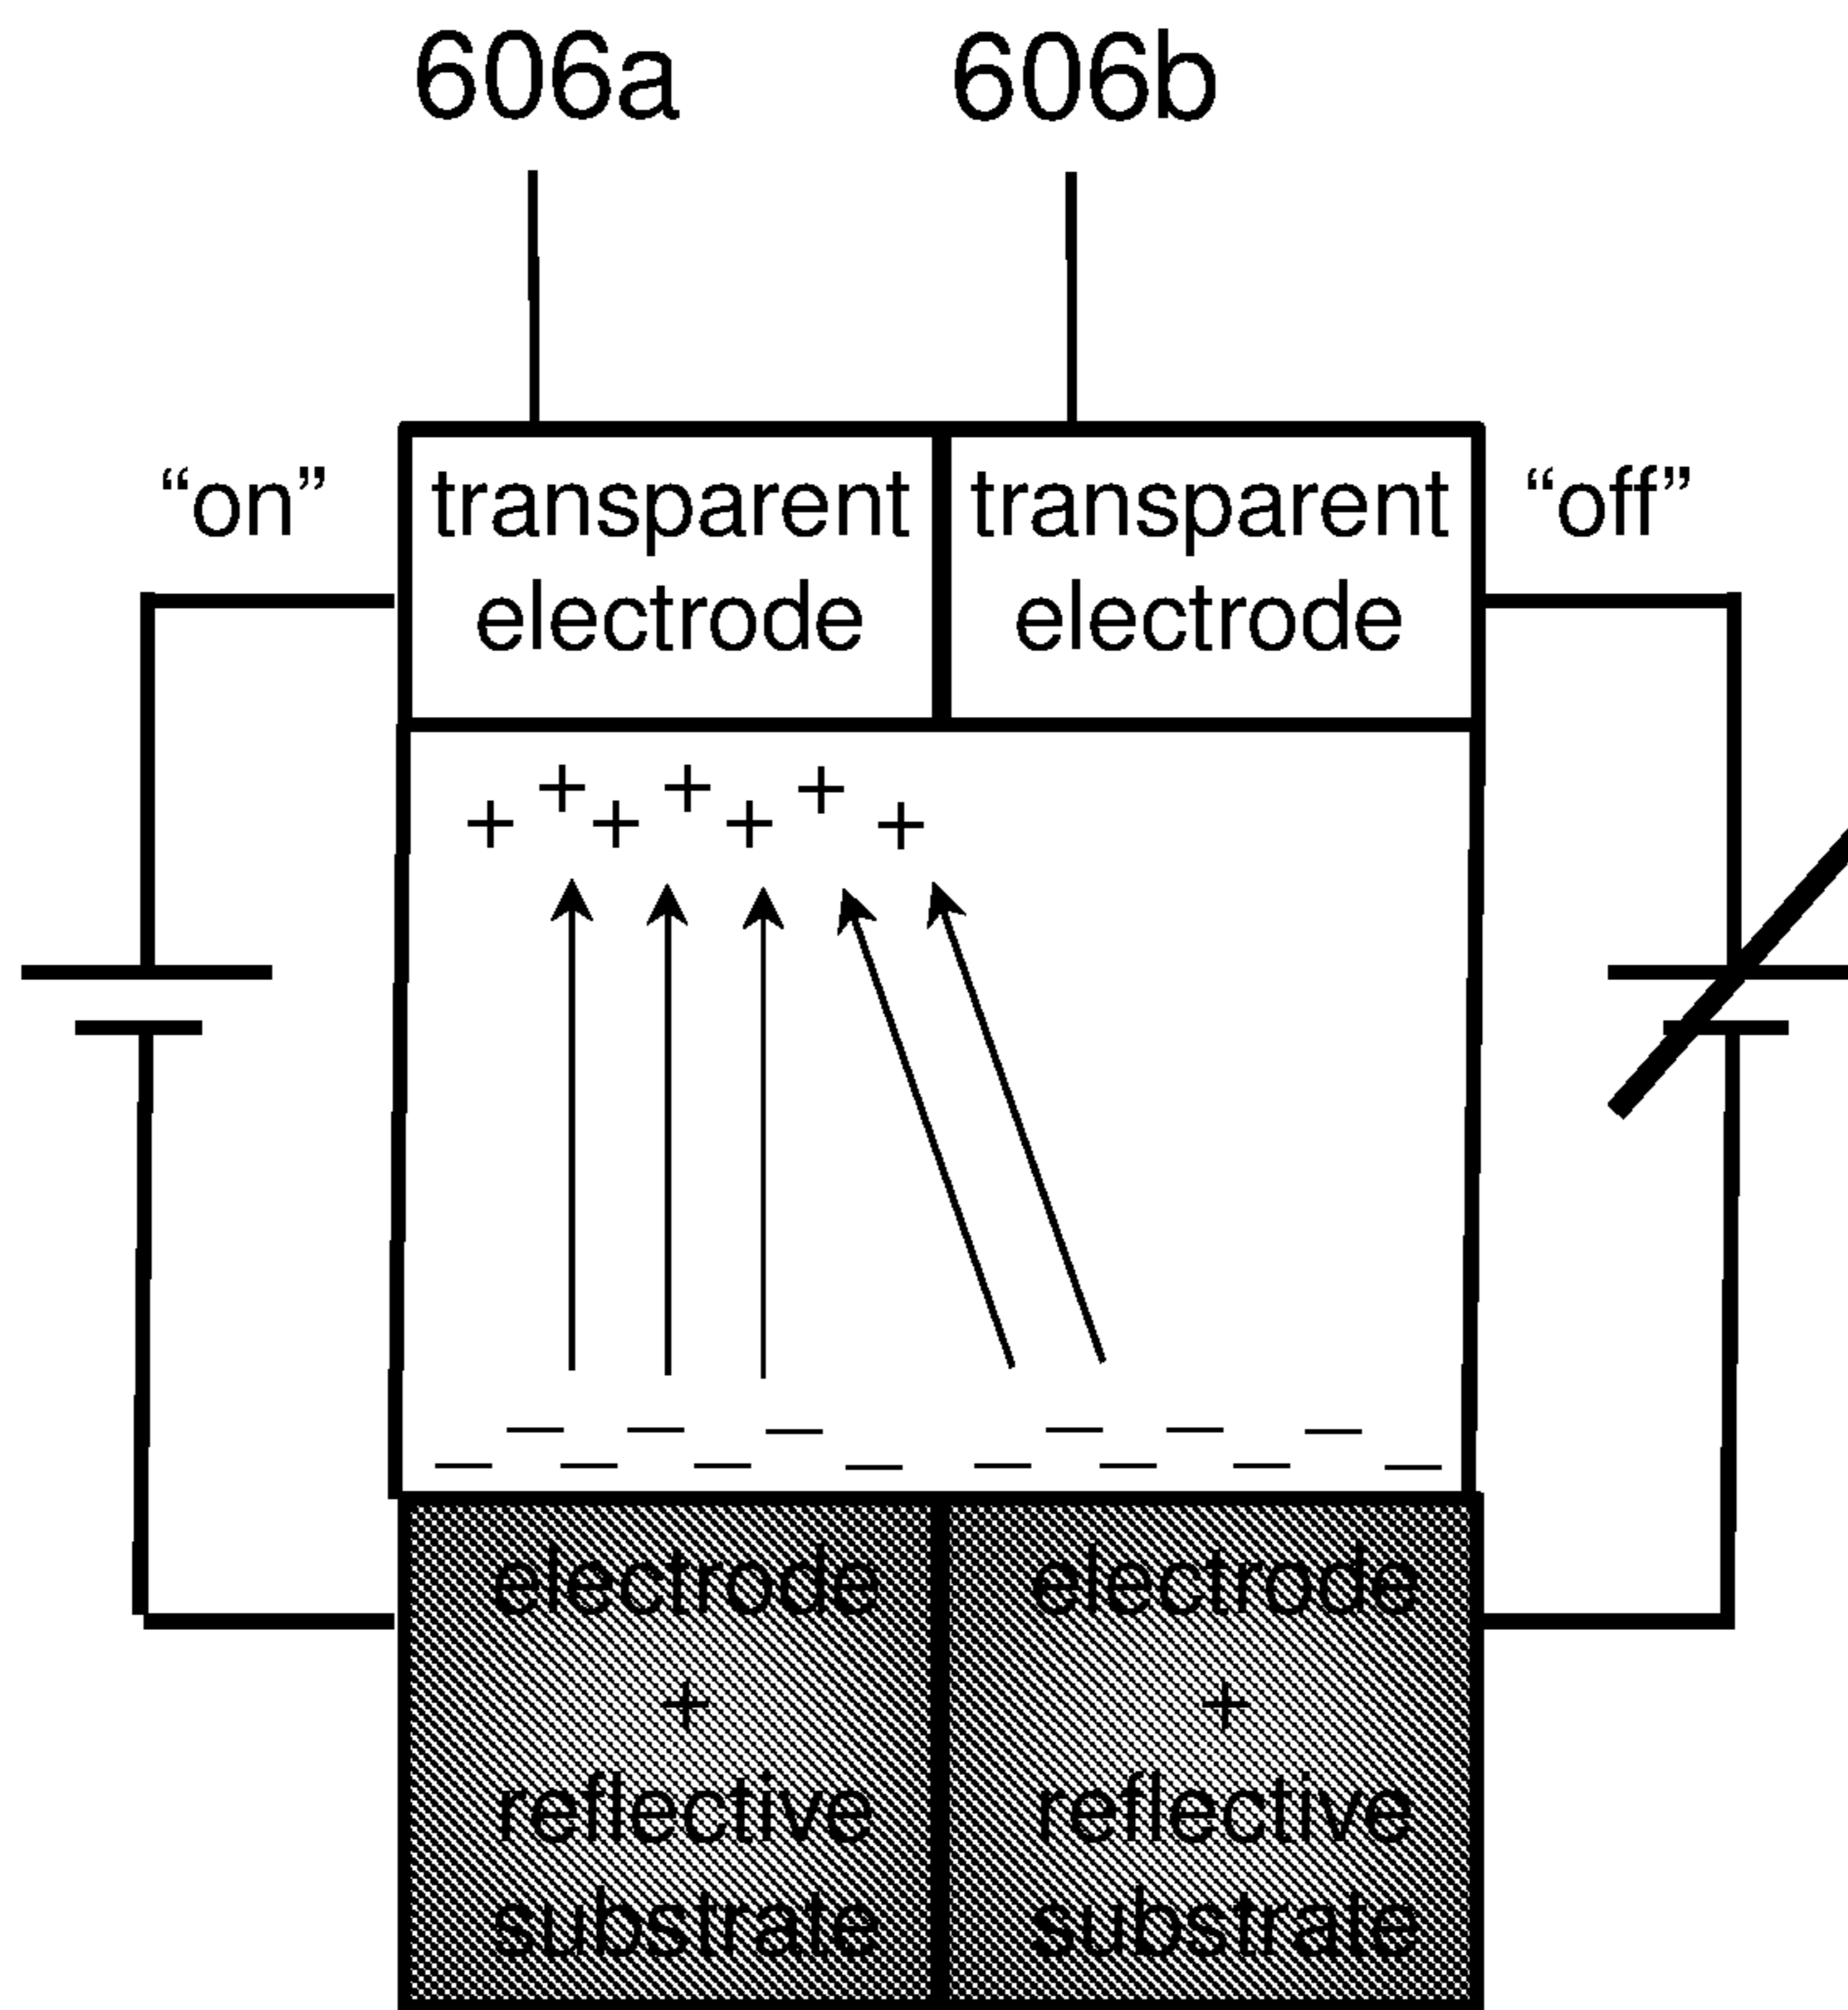 606a 606b
“on” transparent transparent “off”
electrode electrode
+ + + + + + +
electrode electrode
+ +
reflective reflective
substrate substrate